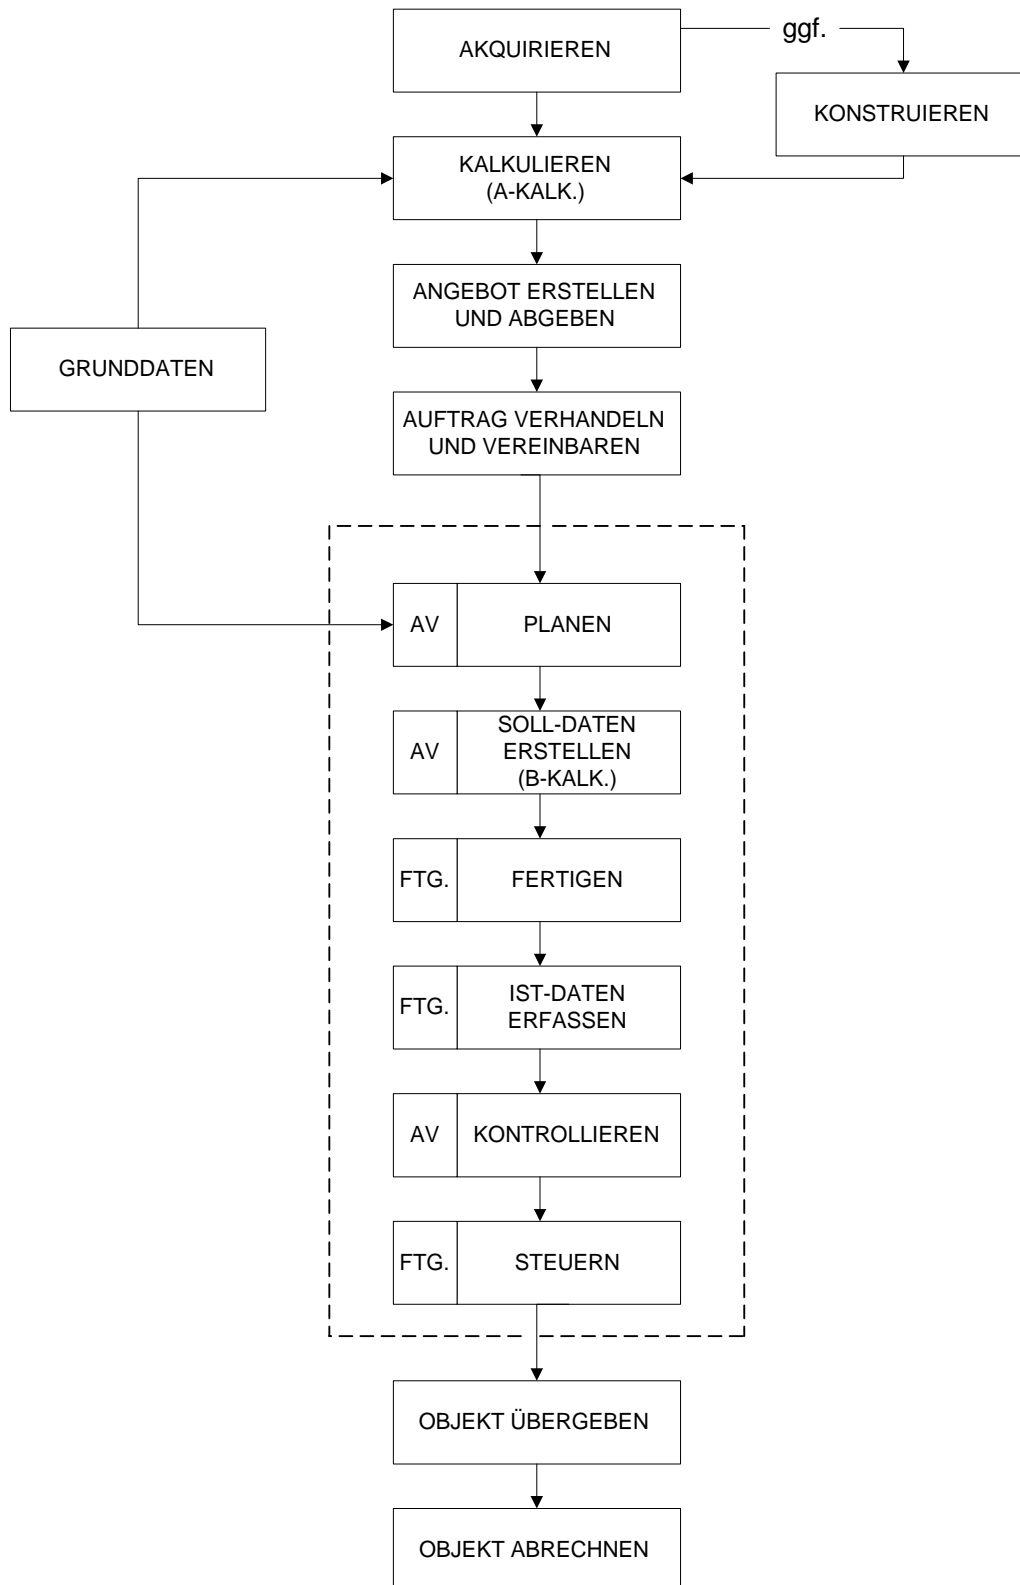 AKQUIRIEREN
ggf.
KONSTRUIEREN
KALKULIEREN
(A-KALK.)
ANGEBOT ERSTELLEN
UND ABGEBEN
GRUNDDATEN
AUFTRAG VERHANDELN
UND VEREINBAREN
AV
PLANEN
AV
SOLL-DATEN
ERSTELLEN
(B-KALK.)
FTG.
FERTIGEN
FTG.
IST-DATEN
ERFASSEN
AV
KONTROLLIEREN
FTG.
STEUERN
OBJEKT ÜBERGEBEN
OBJEKT ABRECHNEN